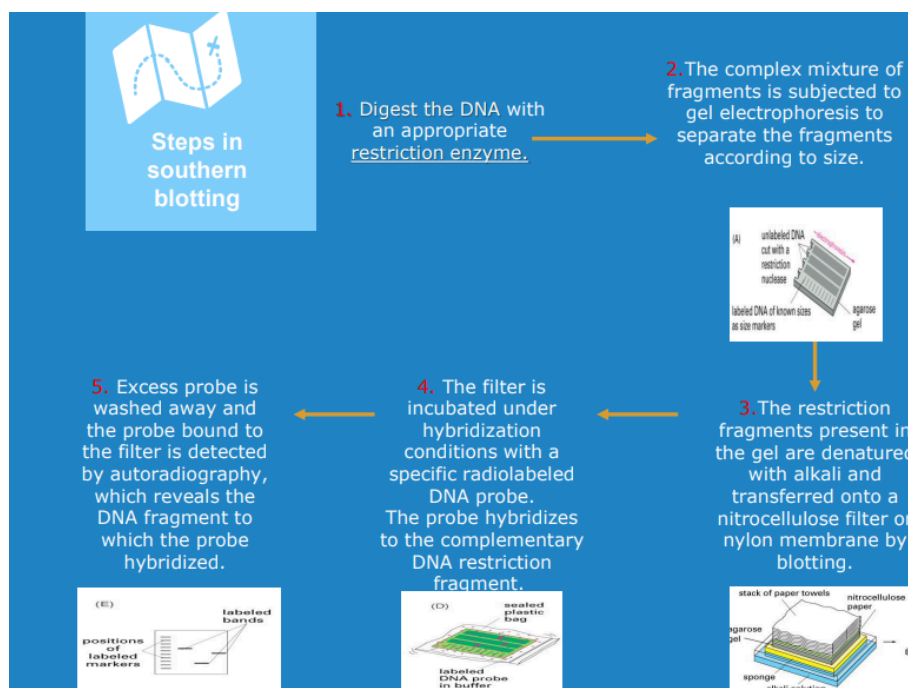 Steps in
southern
blotting
1. Digest the DNA with
an appropriate
restriction enzyme.
2.The complex mixture of
fragments is subjected to
gel electrophoresis to
separate the fragments
according to size.
(A)
unlabeled DNA
cut with a
restriction
nuclease
labeled DNA of known sizes
as size markers
agarose
gel
3.The restriction
fragments present in
the gel are denatured
with alkali and
transferred onto a
nitrocellulose filter or
nylon membrane by
blotting.
stack of paper towels
nitrocellulose
paper
agarose
gel
sponge
alkali solution
4. The filter is
incubated under
hybridization
conditions with a
specific radiolabeled
DNA probe.
The probe hybridizes
to the complementary
DNA restriction
fragment.
(D)
sealed
plastic
bag
labeled
DNA probe
in buffer
5. Excess probe is
washed away and
the probe bound to
the filter is detected
by autoradiography,
which reveals the
DNA fragment to
which the probe
hybridized.
(E)
labeled
bands
positions
of
labeled
markers